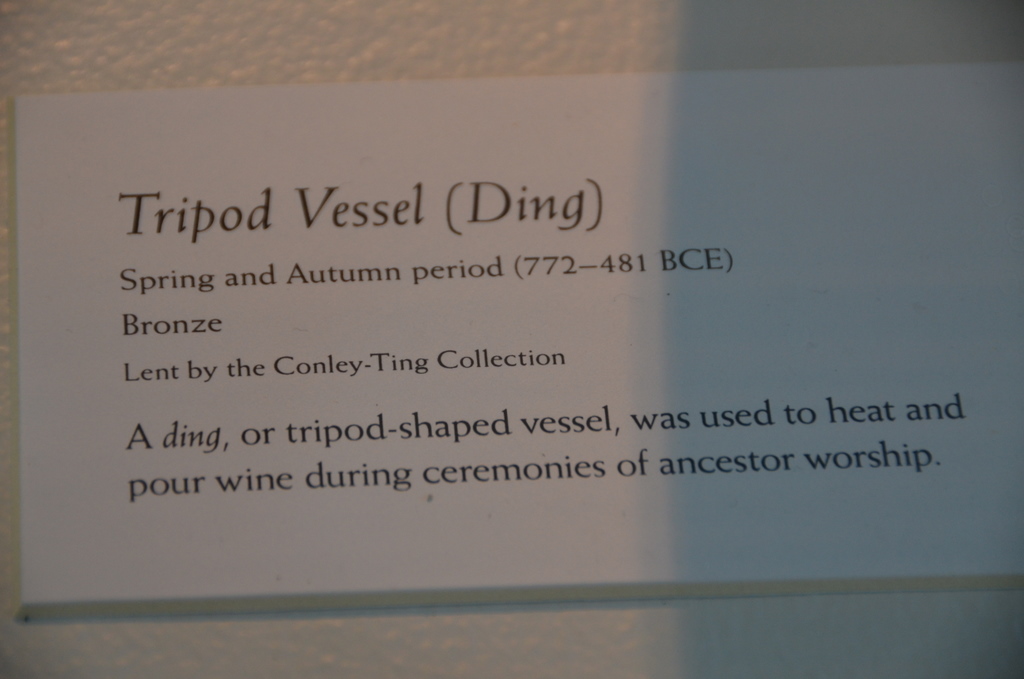 Tripod Vessel (Ding)
Spring and Autumn period (772–481 BCE)
Bronze
Lent by the Conley-Ting Collection
A ding, or tripod-shaped vessel, was used to heat and
pour wine during ceremonies of ancestor worship.